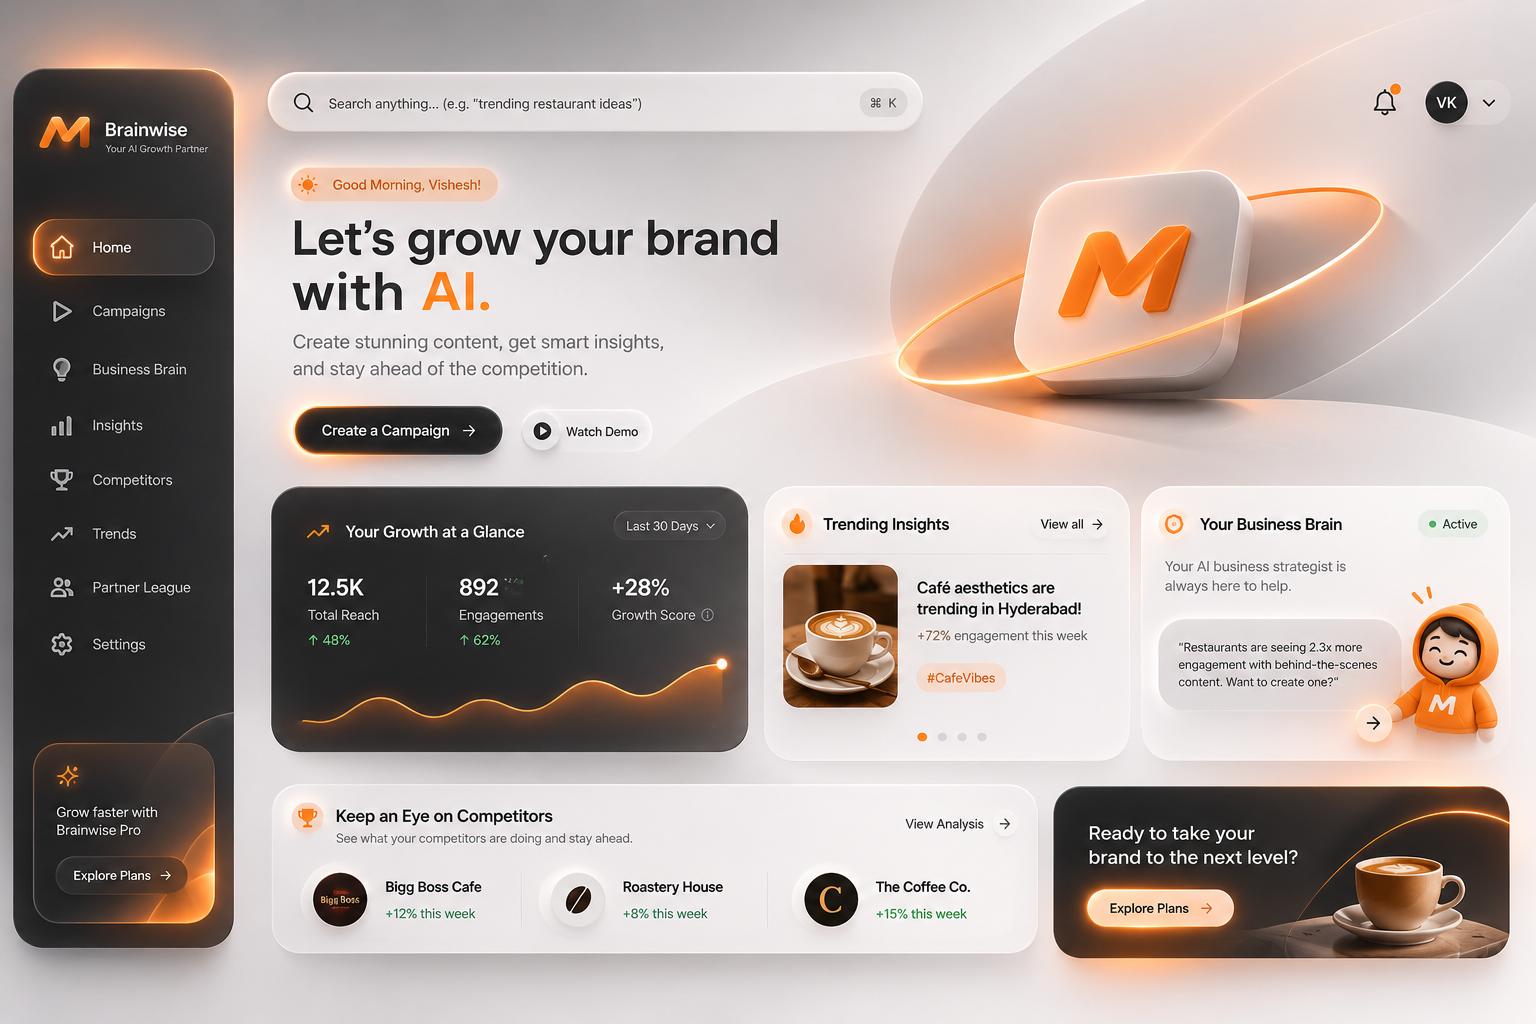 Brainwise
Your AI Growth Partner
Home
Campaigns
Business Brain
Insights
Competitors
Trends
Partner League
Settings
Grow faster with
Brainwise Pro
Explore Plans →
Search anything... (e.g. "trending restaurant ideas")
⌘ K
VK
Good Morning, Vishesh!
Let's grow your brand
with AI.
Create stunning content, get smart insights,
and stay ahead of the competition.
Create a Campaign →
Watch Demo
M
Your Growth at a Glance
Last 30 Days
12.5K
Total Reach
↑ 48%
892
Engagements
↑ 62%
+28%
Growth Score
Trending Insights
View all →
Café aesthetics are
trending in Hyderabad!
+72% engagement this week
#CafeVibes
Your Business Brain
Active
Your AI business strategist is
always here to help.
"Restaurants are seeing 2.3x more
engagement with behind-the-scenes
content. Want to create one?"
M
Keep an Eye on Competitors
See what your competitors are doing and stay ahead.
View Analysis →
Bigg Boss
Bigg Boss Cafe
+12% this week
Roastery House
+8% this week
C
The Coffee Co.
+15% this week
Ready to take your
brand to the next level?
Explore Plans →